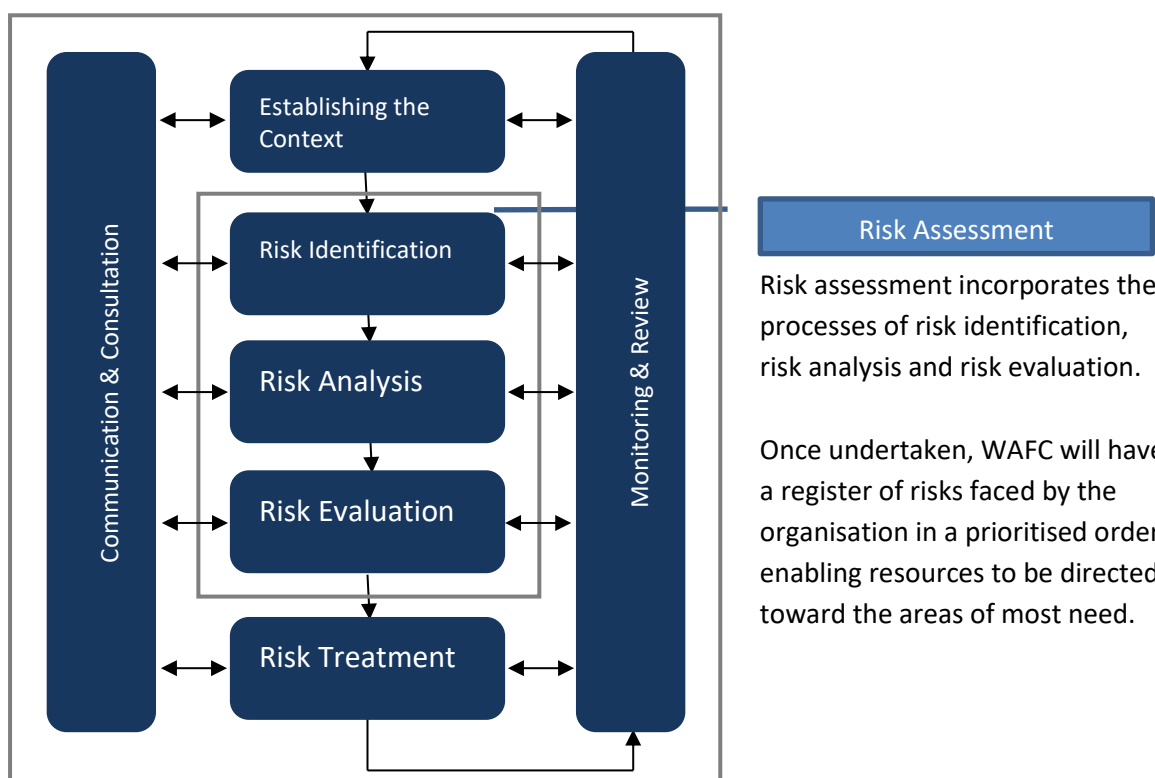 Communication & Consultation
Establishing the
Context
Risk Identification
Risk Analysis
Risk Evaluation
Risk Treatment
Monitoring & Review
Risk Assessment
Risk assessment incorporates the
processes of risk identification,
risk analysis and risk evaluation.
Once undertaken, WAFC will have
a register of risks faced by the
organisation in a prioritised order
enabling resources to be directed
toward the areas of most need.